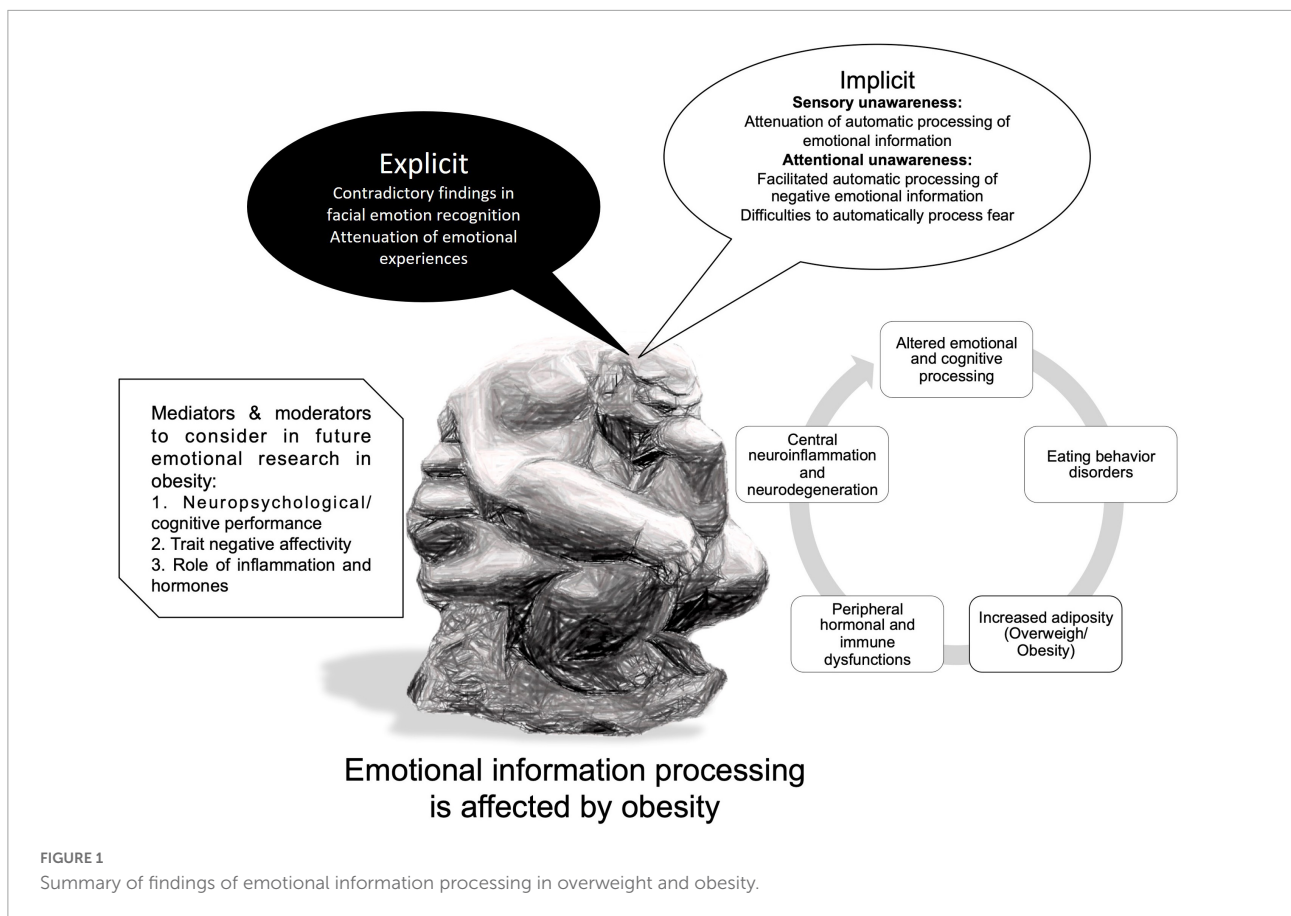 Explicit
Contradictory findings in
facial emotion recognition
Attenuation of emotional
experiences
Implicit
Sensory unawareness:
Attenuation of automatic processing of
emotional information
Attentional unawareness:
Facilitated automatic processing of
negative emotional information
Difficulties to automatically process fear
Mediators & moderators
to consider in future
emotional research in
obesity:
1. Neuropsychological/
cognitive performance
2. Trait negative affectivity
3. Role of inflammation and
hormones
Altered emotional
and cognitive
processing
Eating behavior
disorders
Increased adiposity
(Overweigh/
Obesity)
Peripheral
hormonal and
immune
dysfunctions
Central
neuroinflammation
and
neurodegeneration
Emotional information processing
is affected by obesity
FIGURE 1
Summary of findings of emotional information processing in overweight and obesity.